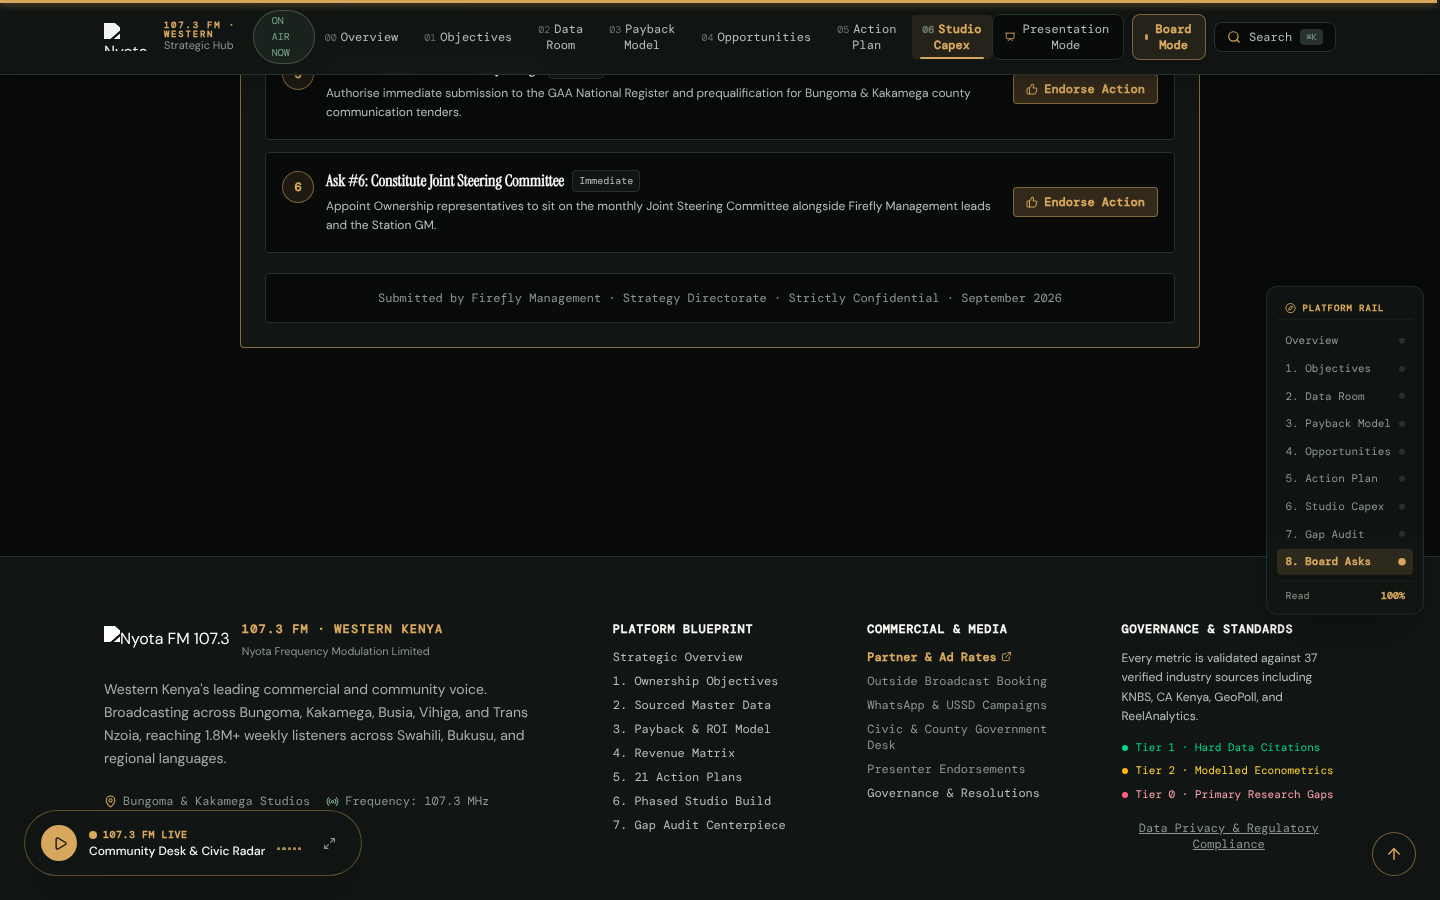 Nyota
107.3 FM ·
WESTERN
Strategic Hub
ON
AIR
NOW
00 Overview
01 Objectives
02 Data
Room
03 Payback
Model
04 Opportunities
05 Action
Plan
06 Studio
Capex
Presentation
Mode
Board
Mode
Search ⌘K
Authorise immediate submission to the GAA National Register and prequalification for Bungoma & Kakamega county
communication tenders.
Endorse Action
6
Ask #6: Constitute Joint Steering Committee
Immediate
Appoint Ownership representatives to sit on the monthly Joint Steering Committee alongside Firefly Management leads
and the Station GM.
Endorse Action
Submitted by Firefly Management · Strategy Directorate · Strictly Confidential · September 2026
PLATFORM RAIL
Overview
1. Objectives
2. Data Room
3. Payback Model
4. Opportunities
5. Action Plan
6. Studio Capex
7. Gap Audit
8. Board Asks
Read 100%
Nyota FM 107.3
107.3 FM · WESTERN KENYA
Nyota Frequency Modulation Limited
Western Kenya's leading commercial and community voice.
Broadcasting across Bungoma, Kakamega, Busia, Vihiga, and Trans
Nzoia, reaching 1.8M+ weekly listeners across Swahili, Bukusu, and
regional languages.
Bungoma & Kakamega Studios
Frequency: 107.3 MHz
PLATFORM BLUEPRINT
Strategic Overview
1. Ownership Objectives
2. Sourced Master Data
3. Payback & ROI Model
4. Revenue Matrix
5. 21 Action Plans
6. Phased Studio Build
7. Gap Audit Centerpiece
COMMERCIAL & MEDIA
Partner & Ad Rates
Outside Broadcast Booking
WhatsApp & USSD Campaigns
Civic & County Government
Desk
Presenter Endorsements
Governance & Resolutions
GOVERNANCE & STANDARDS
Every metric is validated against 37
verified industry sources including
KNBS, CA Kenya, GeoPoll, and
ReelAnalytics.
Tier 1 · Hard Data Citations
Tier 2 · Modelled Econometrics
Tier 0 · Primary Research Gaps
Data Privacy & Regulatory
Compliance
107.3 FM LIVE
Community Desk & Civic Radar